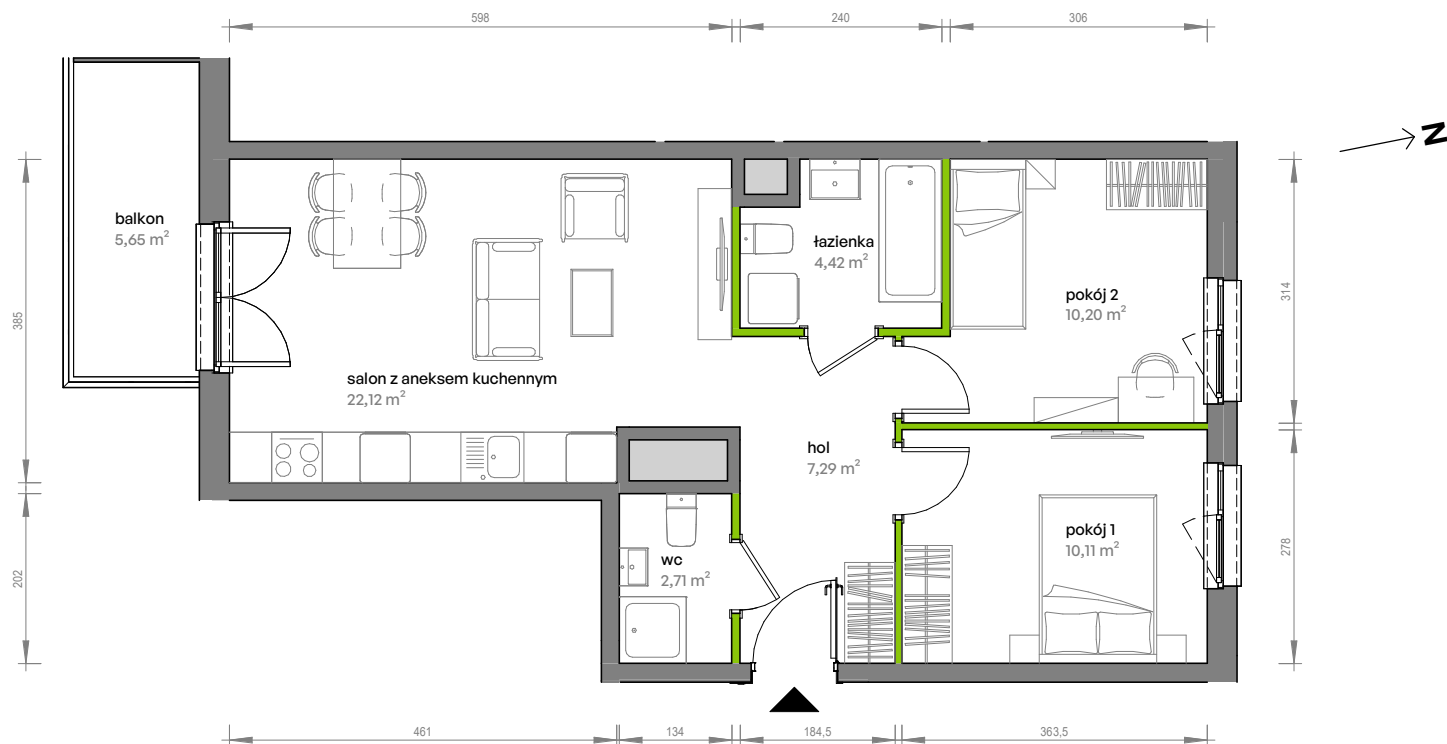 598
240
306
N
balkon
5,65 m²
łazienka
4,42 m²
pokój 2
10,20 m²
385
314
salon z aneksem kuchennym
22,12 m²
hol
7,29 m²
pokój 1
10,11 m²
wc
2,71 m²
202
278
461
134
184,5
363,5